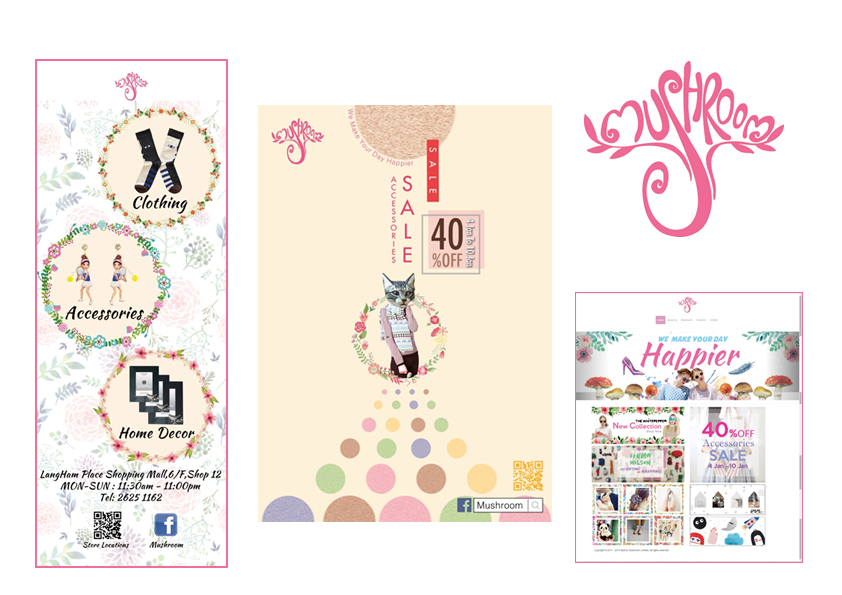 MUSHROOM
Clothing
Accessories
Home Decor
LangHam Place Shopping Mall,6/F,Shop 12
MON-SUN : 11:30am - 11:00pm
Tel: 2625 1162
Store Locations
Mushroom
MUSHROOM
We Make Your Day Happier
SALE
SALE
ACCESSORIES
40
%OFF
4 Jan To 10 Jan
Mushroom
MUSHROOM
WE MAKE YOUR DAY
Happier
THE WHITEPEPPER
New Collection
40%OFF
Accessories
SALE
4 Jan -10 Jan